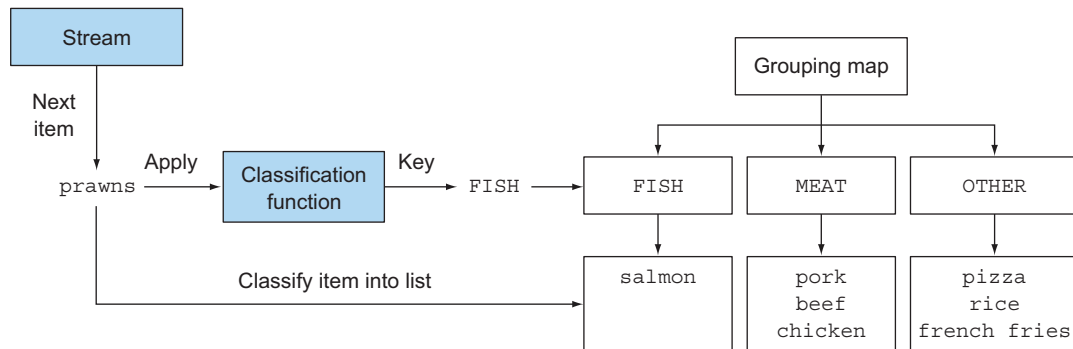 Stream
Grouping map
Next
item
prawns
Apply
Classification
function
Key
FISH
FISH
MEAT
OTHER
Classify item into list
salmon
pork
beef
chicken
pizza
rice
french fries